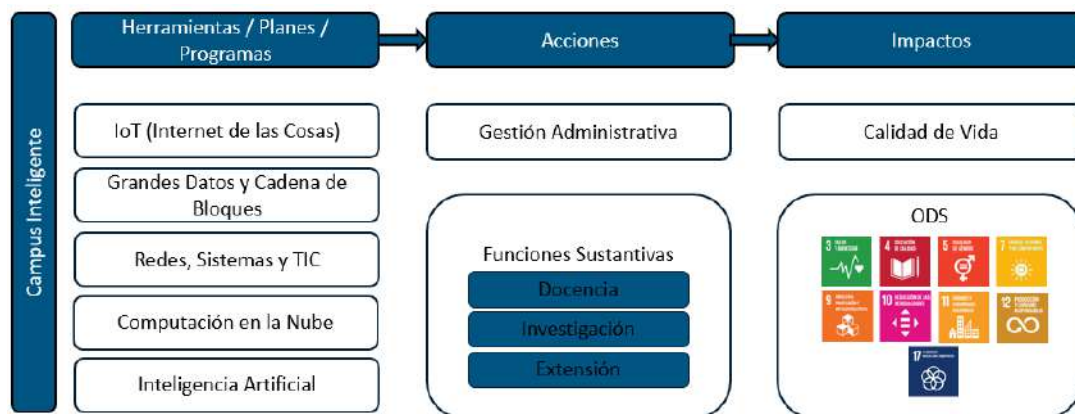 Campus Inteligente
Herramientas / Planes /
Programas
Acciones
Impactos
IoT (Internet de las Cosas)
Grandes Datos y Cadena de
Bloques
Redes, Sistemas y TIC
Computación en la Nube
Inteligencia Artificial
Gestión Administrativa
Funciones Sustantivas
Docencia
Investigación
Extensión
Calidad de Vida
ODS
3
4
5
7
9
10
11
12
17